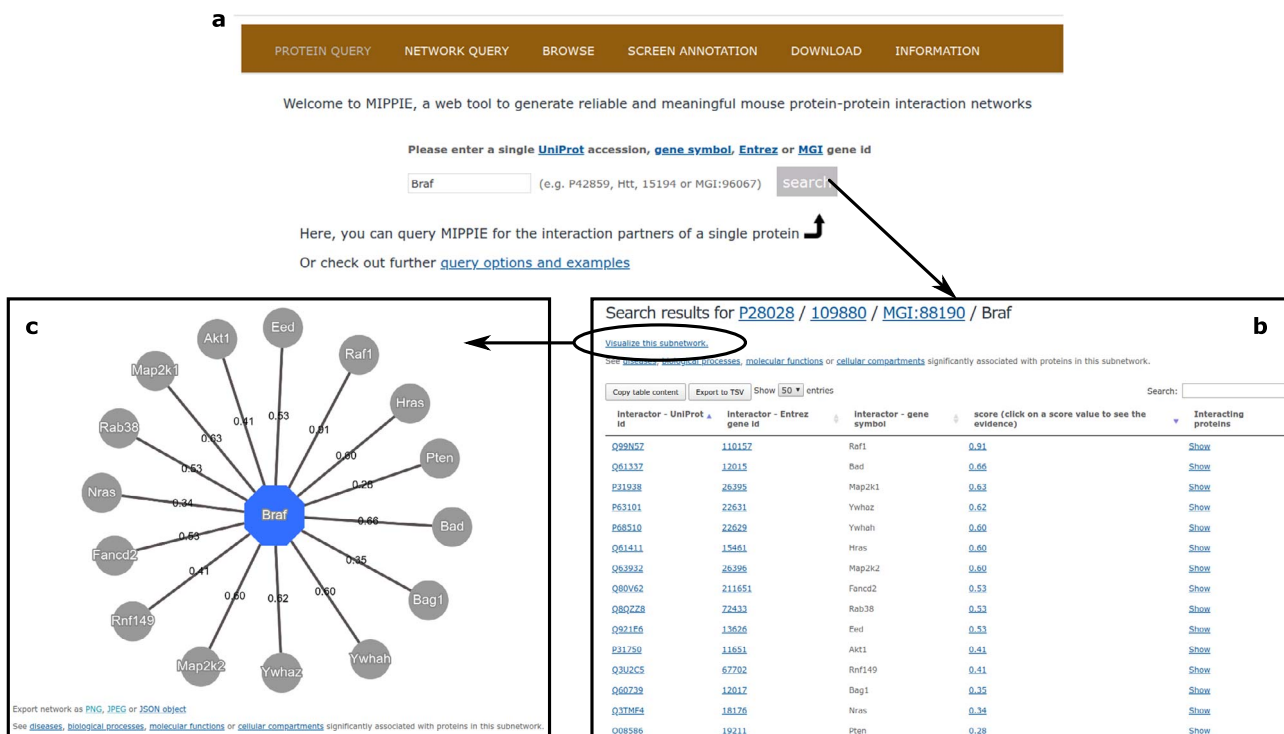 a
PROTEIN QUERY NETWORK QUERY BROWSE SCREEN ANNOTATION DOWNLOAD INFORMATION
Welcome to MIPPIE, a web tool to generate reliable and meaningful mouse protein-protein interaction networks
Please enter a single UniProt accession, gene symbol, Entrez or MGI gene id
Braf (e.g. P42859, Htt, 15194 or MGI:96067) search
Here, you can query MIPPIE for the interaction partners of a single protein
Or check out further query options and examples
c
Eed
Akt1
Raf1
Map2k1
Hras
Rab38
Pten
Nras
Braf
Bad
Fancd2
Bag1
Rnf149
Map2k2
Ywhaz
Ywhah
0.53
0.41
0.91
0.63
0.60
0.53
0.28
0.34
0.66
0.53
0.35
0.41
0.60
0.62
0.60
Export network as PNG, JPEG or JSON object
See diseases, biological processes, molecular functions or cellular compartments significantly associated with proteins in this subnetwork.
b
Search results for P28028 / 109880 / MGI:88190 / Braf
Visualize this subnetwork.
See diseases, biological processes, molecular functions or cellular compartments significantly associated with proteins in this subnetwork.
Copy table content Export to TSV Show 50 entries Search:
Interactor - UniProt id Interactor - Entrez gene id Interactor - gene symbol score (click on a score value to see the evidence) Interacting proteins
Q99N57 110157 Raf1 0.91 Show
Q61337 12015 Bad 0.66 Show
P31938 26395 Map2k1 0.63 Show
P63101 22631 Ywhaz 0.62 Show
P68510 22629 Ywhah 0.60 Show
Q61411 15461 Hras 0.60 Show
Q63932 26396 Map2k2 0.60 Show
Q80V62 211651 Fancd2 0.53 Show
Q8QZZ8 72433 Rab38 0.53 Show
Q921E6 13626 Eed 0.53 Show
P31750 11651 Akt1 0.41 Show
Q3U2C5 67702 Rnf149 0.41 Show
Q60739 12017 Bag1 0.35 Show
Q3TMF4 18176 Nras 0.34 Show
O08586 19211 Pten 0.28 Show